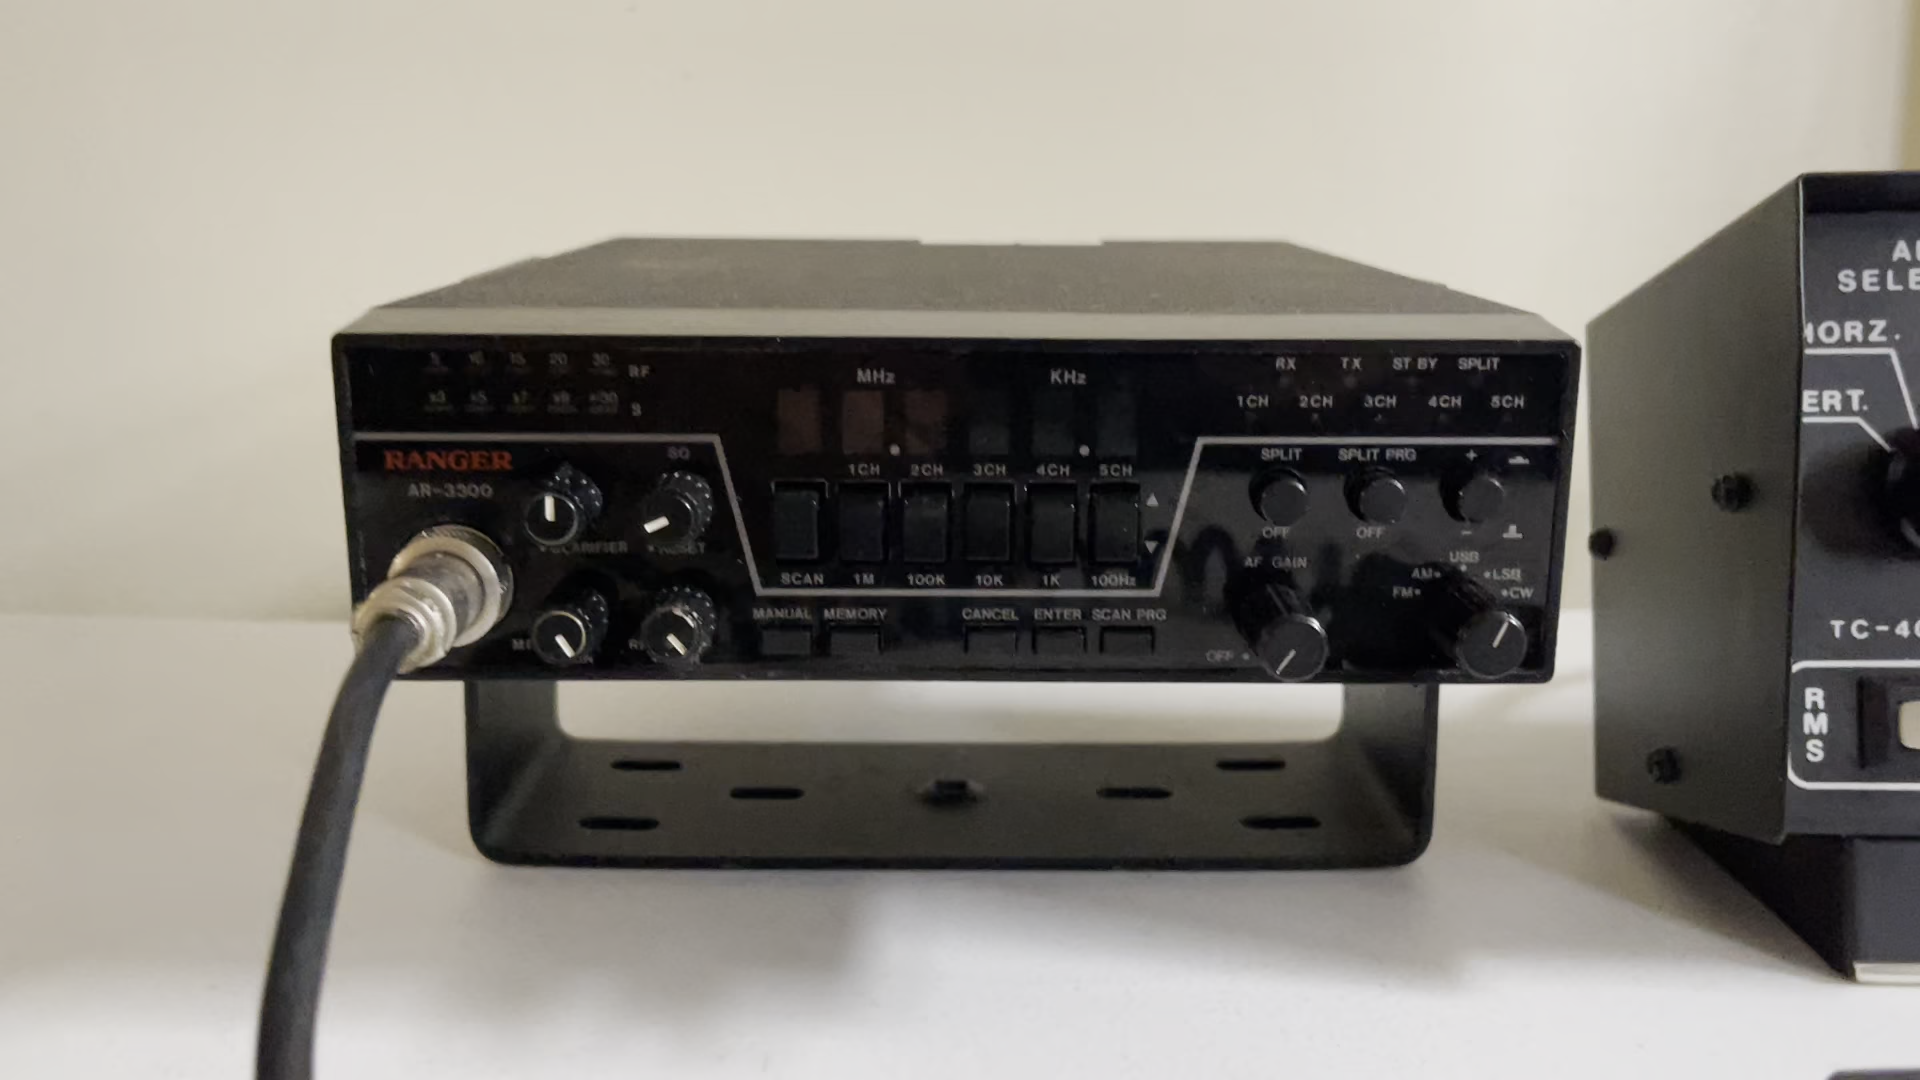 5 10 15 20 30 RF
s3 s5 s7 s9 +30 S
MHz KHz
RX TX ST BY SPLIT
1CH 2CH 3CH 4CH 5CH
RANGER
AR-3300
SQ
CLARIFIER
1CH 2CH 3CH 4CH 5CH
SCAN 1M 100K 10K 1K 100Hz
MANUAL MEMORY CANCEL ENTER SCAN PRG
SPLIT SPLIT PRG + -
OFF OFF
AF GAIN
OFF
USB
AM LSB
FM CW
SELE
HORZ.
ERT.
TC-40
RMS